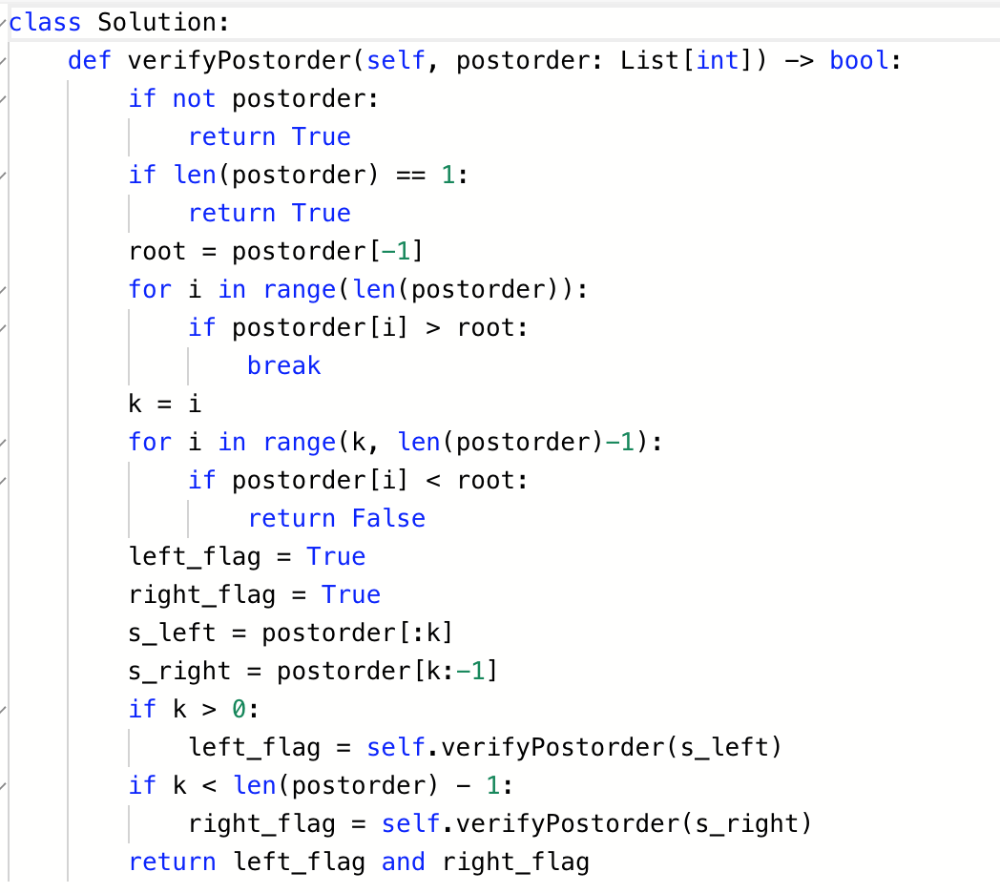 class Solution:
    def verifyPostorder(self, postorder: List[int]) -> bool:
        if not postorder:
            return True
        if len(postorder) == 1:
            return True
        root = postorder[-1]
        for i in range(len(postorder)):
            if postorder[i] > root:
                break
        k = i
        for i in range(k, len(postorder)-1):
            if postorder[i] < root:
                return False
        left_flag = True
        right_flag = True
        s_left = postorder[:k]
        s_right = postorder[k:-1]
        if k > 0:
            left_flag = self.verifyPostorder(s_left)
        if k < len(postorder) - 1:
            right_flag = self.verifyPostorder(s_right)
        return left_flag and right_flag